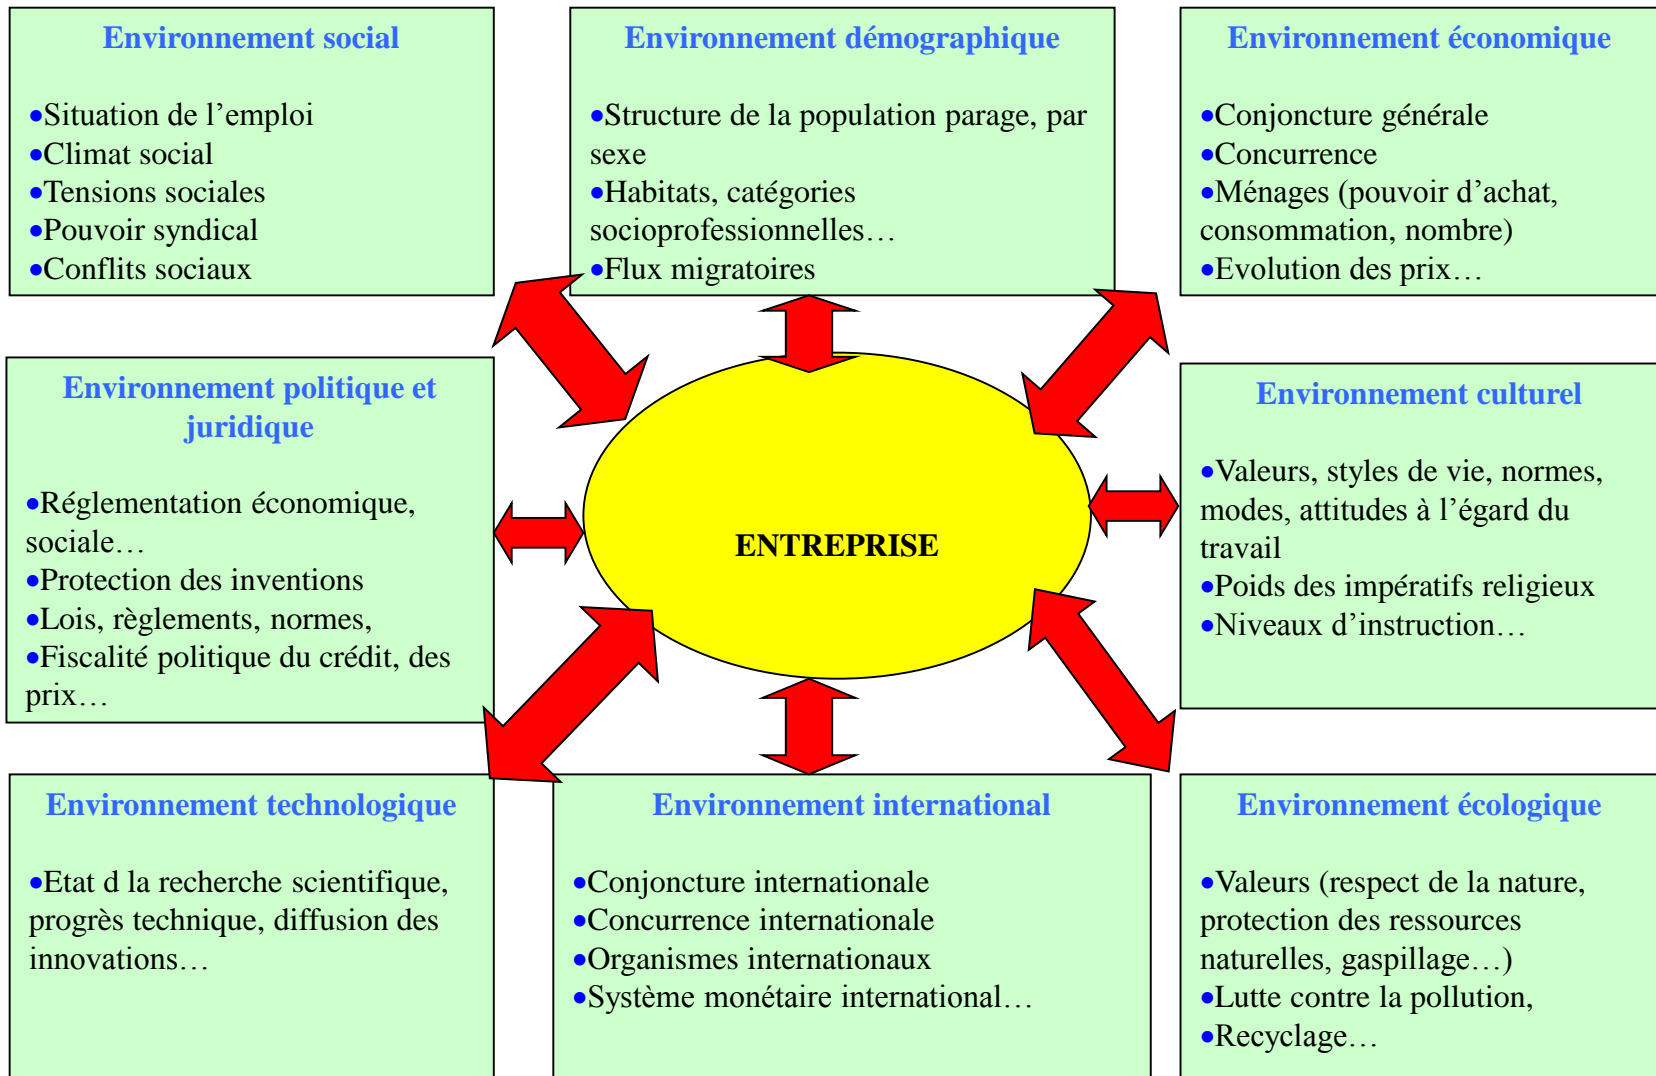 Environnement social
•Situation de l’emploi
•Climat social
•Tensions sociales
•Pouvoir syndical
•Conflits sociaux
Environnement démographique
•Structure de la population parage, par
sexe
•Habitats, catégories
socioprofessionnelles…
•Flux migratoires
Environnement économique
•Conjoncture générale
•Concurrence
•Ménages (pouvoir d’achat,
consommation, nombre)
•Evolution des prix…
Environnement politique et
juridique
•Réglementation économique,
sociale…
•Protection des inventions
•Lois, règlements, normes,
•Fiscalité politique du crédit, des
prix…
ENTREPRISE
Environnement culturel
•Valeurs, styles de vie, normes,
modes, attitudes à l’égard du
travail
•Poids des impératifs religieux
•Niveaux d’instruction…
Environnement technologique
•Etat d la recherche scientifique,
progrès technique, diffusion des
innovations…
Environnement international
•Conjoncture internationale
•Concurrence internationale
•Organismes internationaux
•Système monétaire international…
Environnement écologique
•Valeurs (respect de la nature,
protection des ressources
naturelles, gaspillage…)
•Lutte contre la pollution,
•Recyclage…